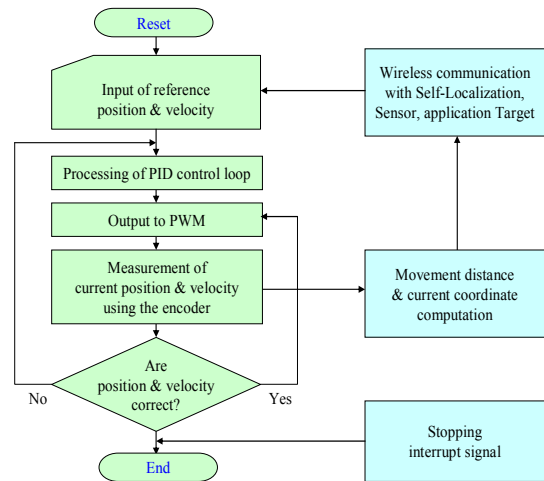 Reset
Input of reference
position & velocity
Wireless communication
with Self-Localization,
Sensor, application Target
Processing of PID control loop
Output to PWM
Measurement of
current position & velocity
using the encoder
Movement distance
& current coordinate
computation
Are
position & velocity
correct?
No
Yes
Stopping
interrupt signal
End